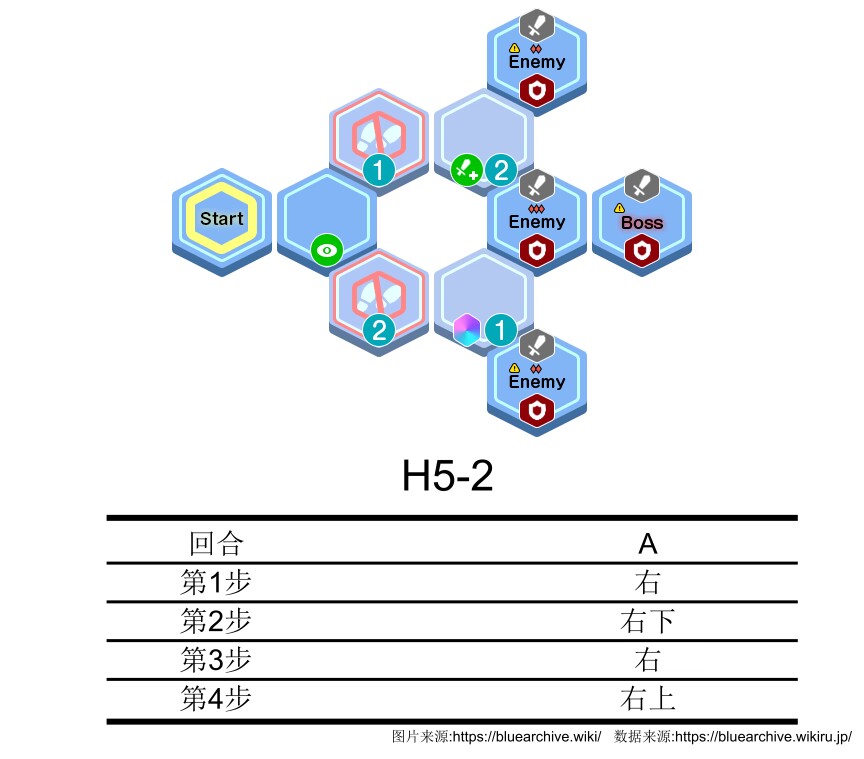 Enemy
1
2
Start
Enemy
Boss
2
1
Enemy
H5-2
回合 A
第1步 右
第2步 右下
第3步 右
第4步 右上
图片来源:https://bluearchive.wiki/ 数据来源:https://bluearchive.wikiru.jp/